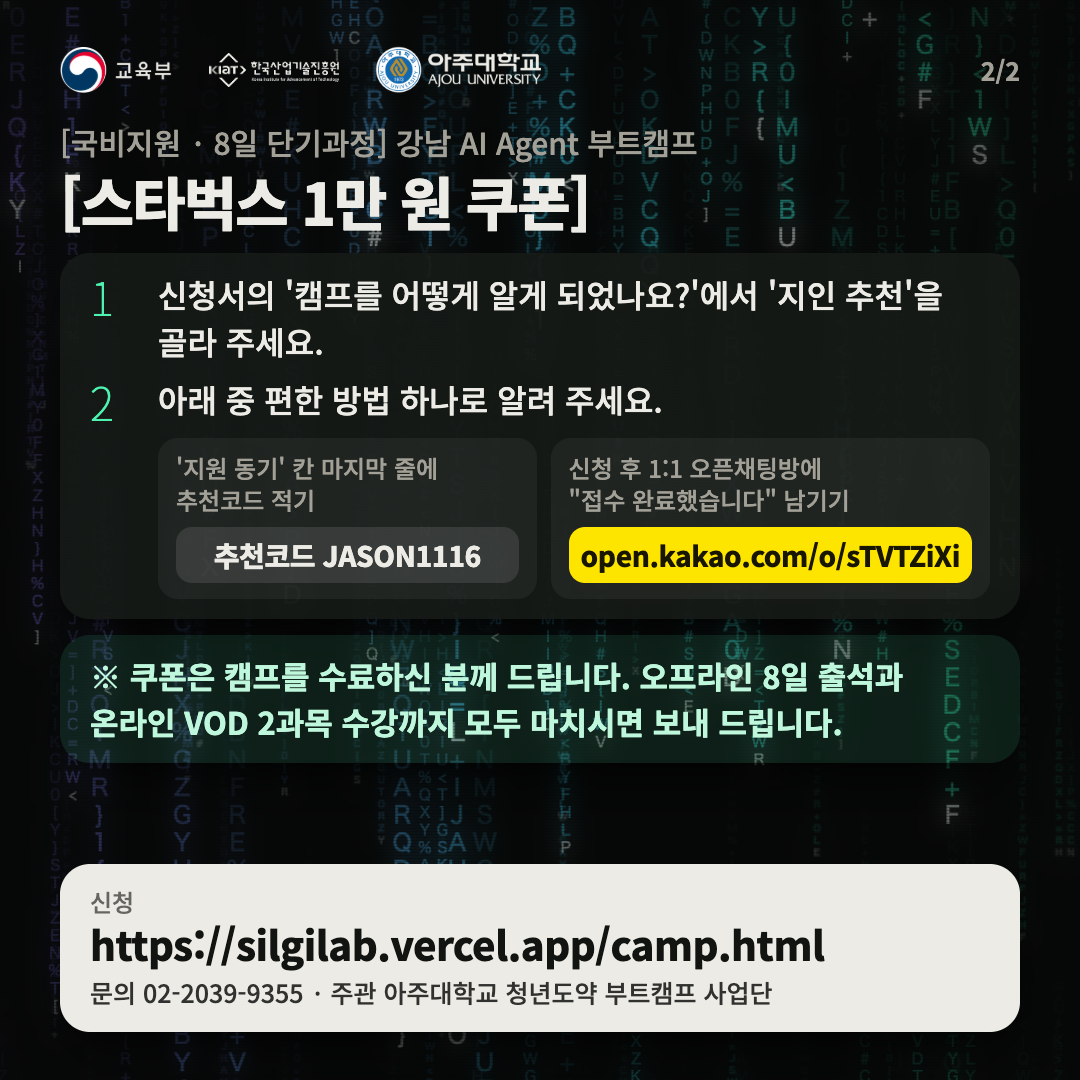 교육부
KIAT 한국산업기술진흥원
Korea Institute for Advancement of Technology
아주대학교
AJOU UNIVERSITY
2/2
[국비지원 · 8일 단기과정] 강남 AI Agent 부트캠프
[스타벅스 1만 원 쿠폰]
1 신청서의 '캠프를 어떻게 알게 되었나요?'에서 '지인 추천'을
골라 주세요.
2 아래 중 편한 방법 하나로 알려 주세요.
'지원 동기' 칸 마지막 줄에
추천코드 적기
추천코드 JASON1116
신청 후 1:1 오픈채팅방에
"접수 완료했습니다" 남기기
open.kakao.com/o/sTVTZiXi
※ 쿠폰은 캠프를 수료하신 분께 드립니다. 오프라인 8일 출석과
온라인 VOD 2과목 수강까지 모두 마치시면 보내 드립니다.
신청
https://silgilab.vercel.app/camp.html
문의 02-2039-9355 · 주관 아주대학교 청년도약 부트캠프 사업단